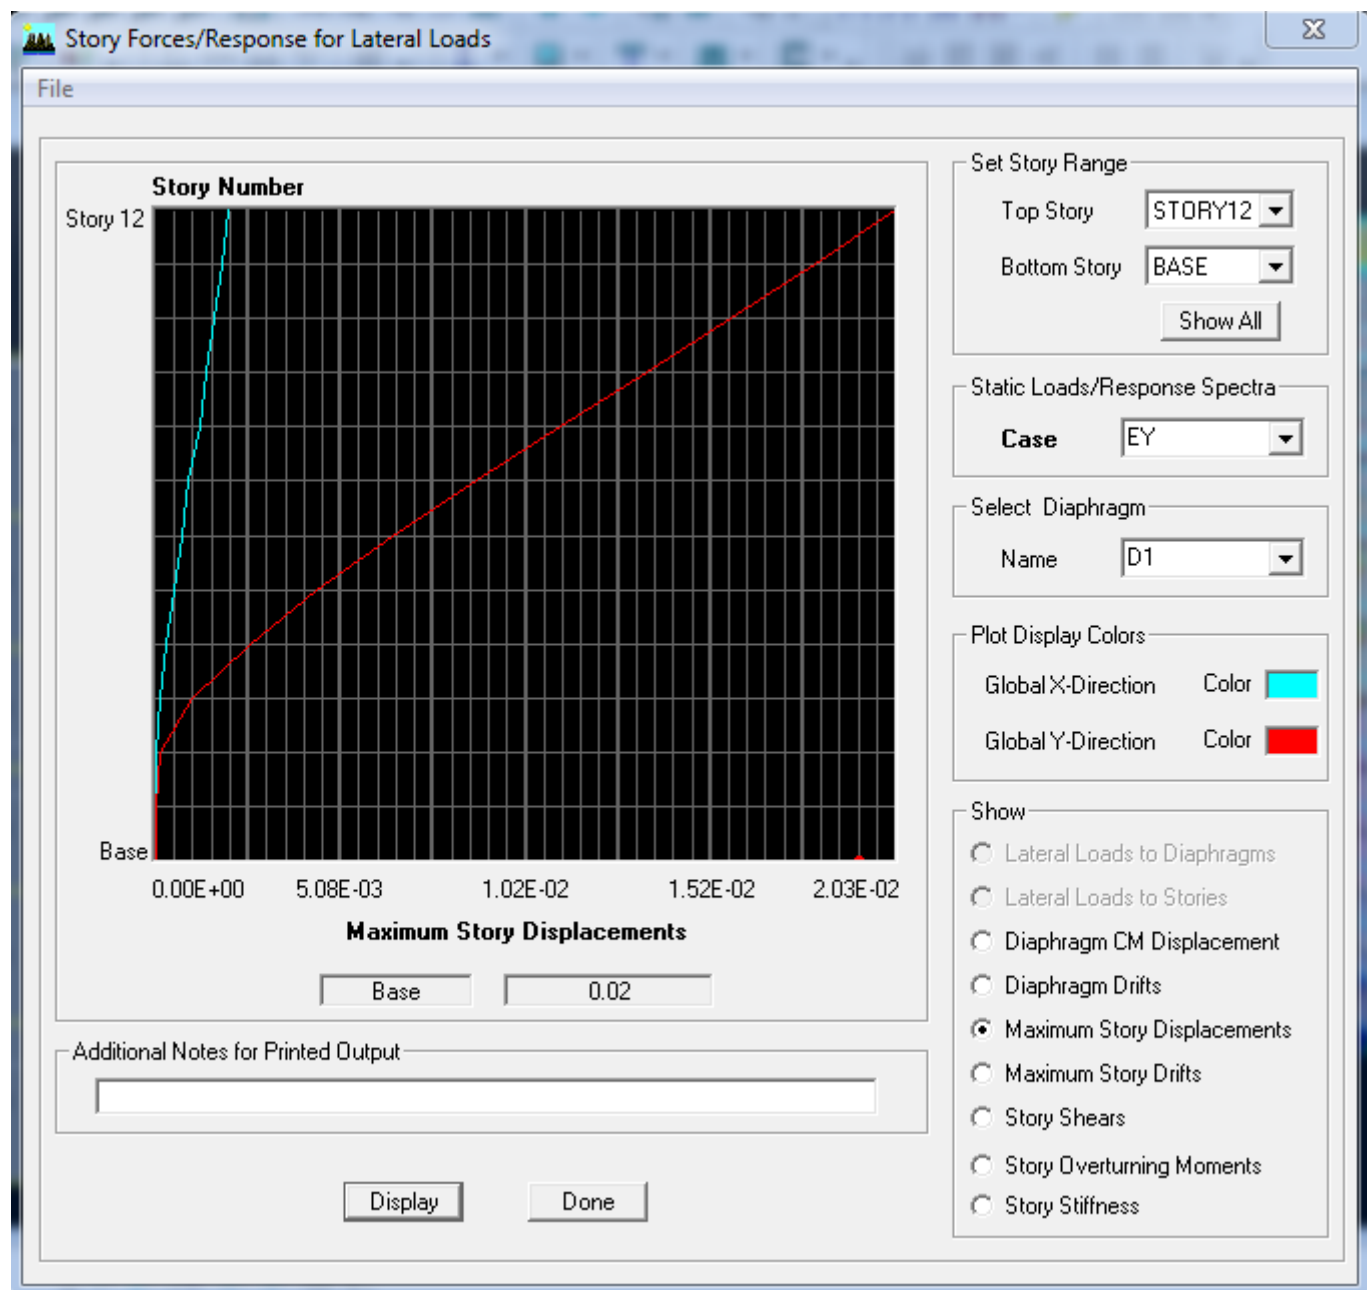 Story Forces/Response for Lateral Loads
File
Story Number
Story 12
Base
0.00E+00 5.08E-03 1.02E-02 1.52E-02 2.03E-02
Maximum Story Displacements
Base 0.02
Additional Notes for Printed Output
Display Done
Set Story Range
Top Story STORY12
Bottom Story BASE
Show All
Static Loads/Response Spectra
Case EY
Select Diaphragm
Name D1
Plot Display Colors
Global X-Direction Color
Global Y-Direction Color
Show
Lateral Loads to Diaphragms
Lateral Loads to Stories
Diaphragm CM Displacement
Diaphragm Drifts
Maximum Story Displacements
Maximum Story Drifts
Story Shears
Story Overturning Moments
Story Stiffness